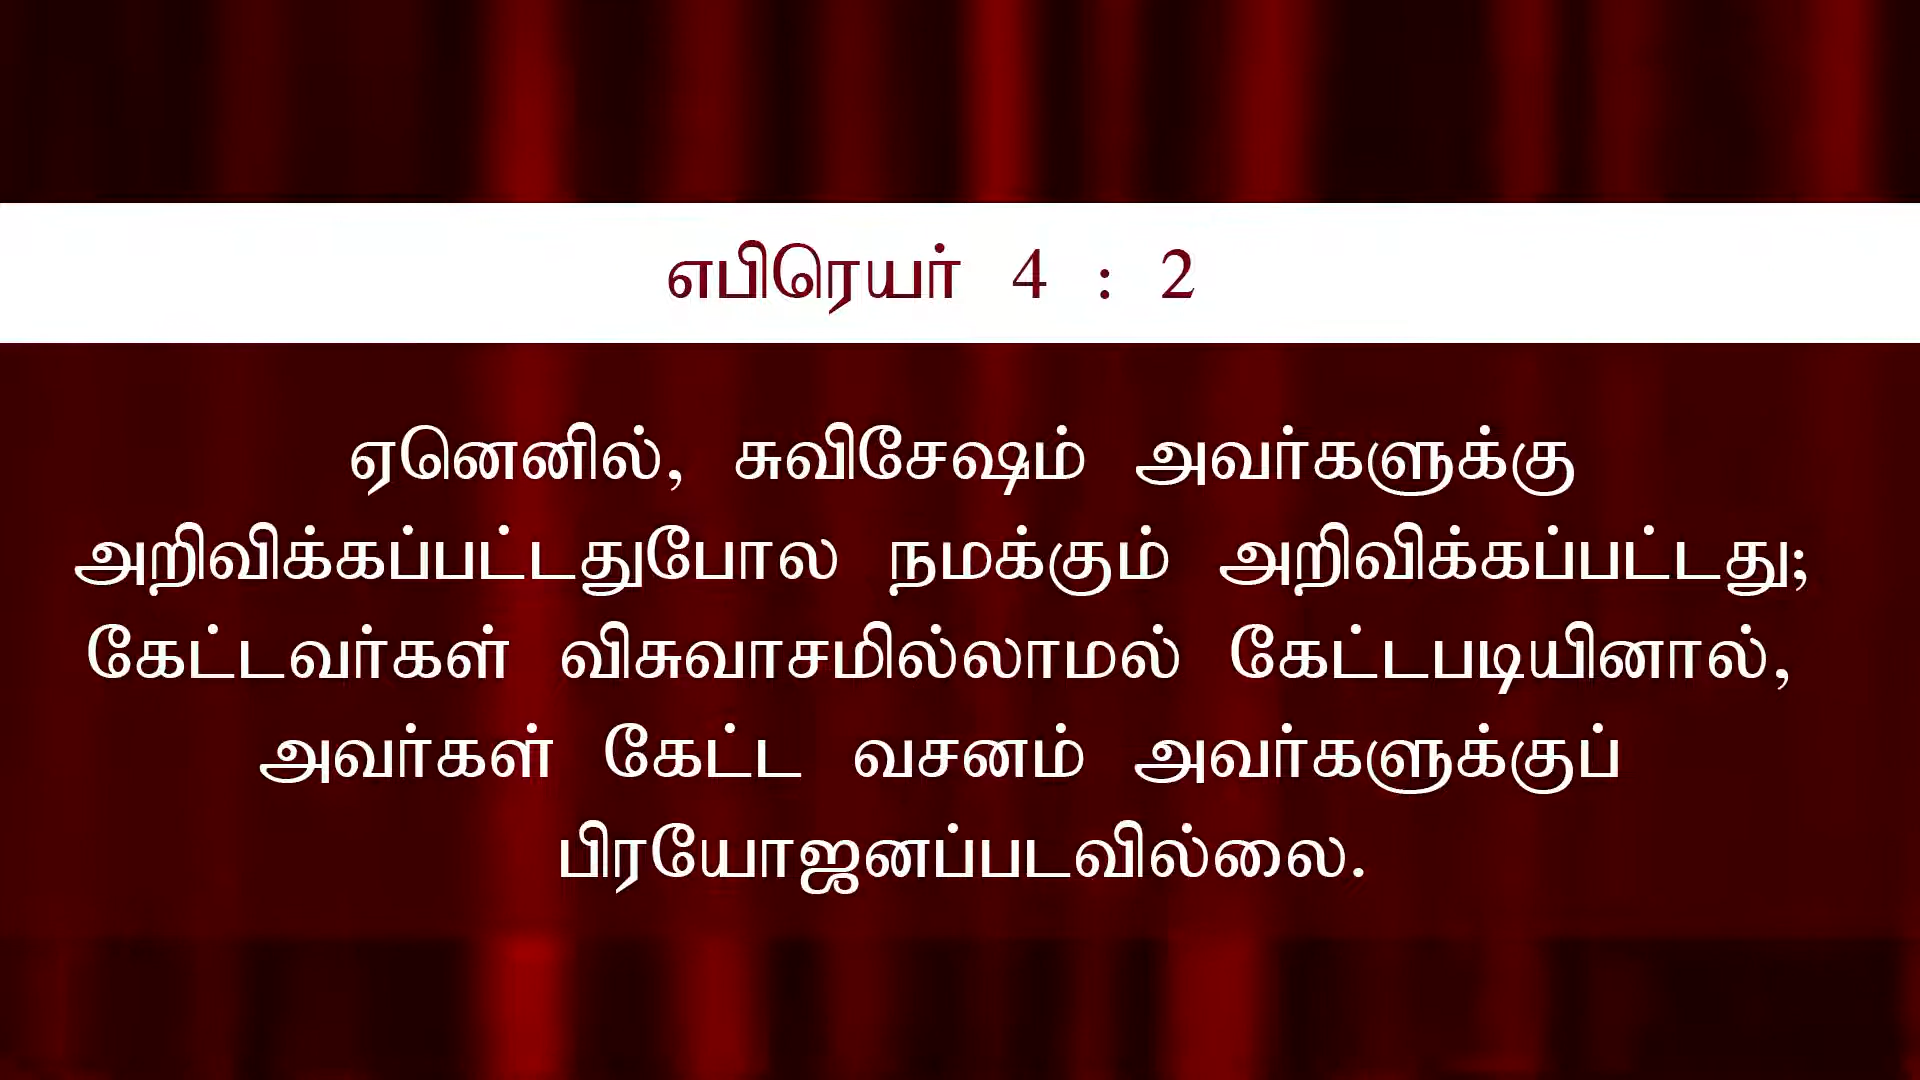 எபிரெயர் 4 : 2
ஏனெனில், சுவிசேஷம் அவர்களுக்கு
அறிவிக்கப்பட்டதுபோல நமக்கும் அறிவிக்கப்பட்டது;
கேட்டவர்கள் விசுவாசமில்லாமல் கேட்டபடியினால்,
அவர்கள் கேட்ட வசனம் அவர்களுக்குப்
பிரயோஜனப்படவில்லை.